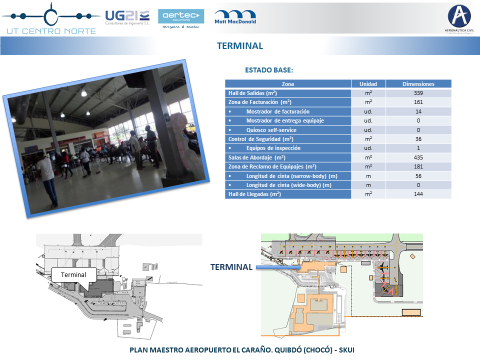 UT CENTRO NORTE
UG21
aertec
Mott MacDonald
AERONÁUTICA CIVIL
TERMINAL
ESTADO BASE:
Zona Unidad Dimensiones
Hall de Salidas (m²) m² 339
Zona de Facturación (m²) m² 161
• Mostrador de facturación ud. 14
• Mostrador de entrega equipaje ud. 0
• Quiosco self-service ud. 0
Control de Seguridad (m²) m² 36
• Equipos de inspección ud. 1
Salas de Abordaje (m²) m² 435
Zona de Reclamo de Equipajes (m²) m² 181
• Longitud de cinta (narrow-body) (m) m 56
• Longitud de cinta (wide-body) (m) m 0
Hall de Llegadas (m²) m² 144
Terminal
TERMINAL
PLAN MAESTRO AEROPUERTO EL CARAÑO. QUIBDÓ (CHOCÓ) - SKUI